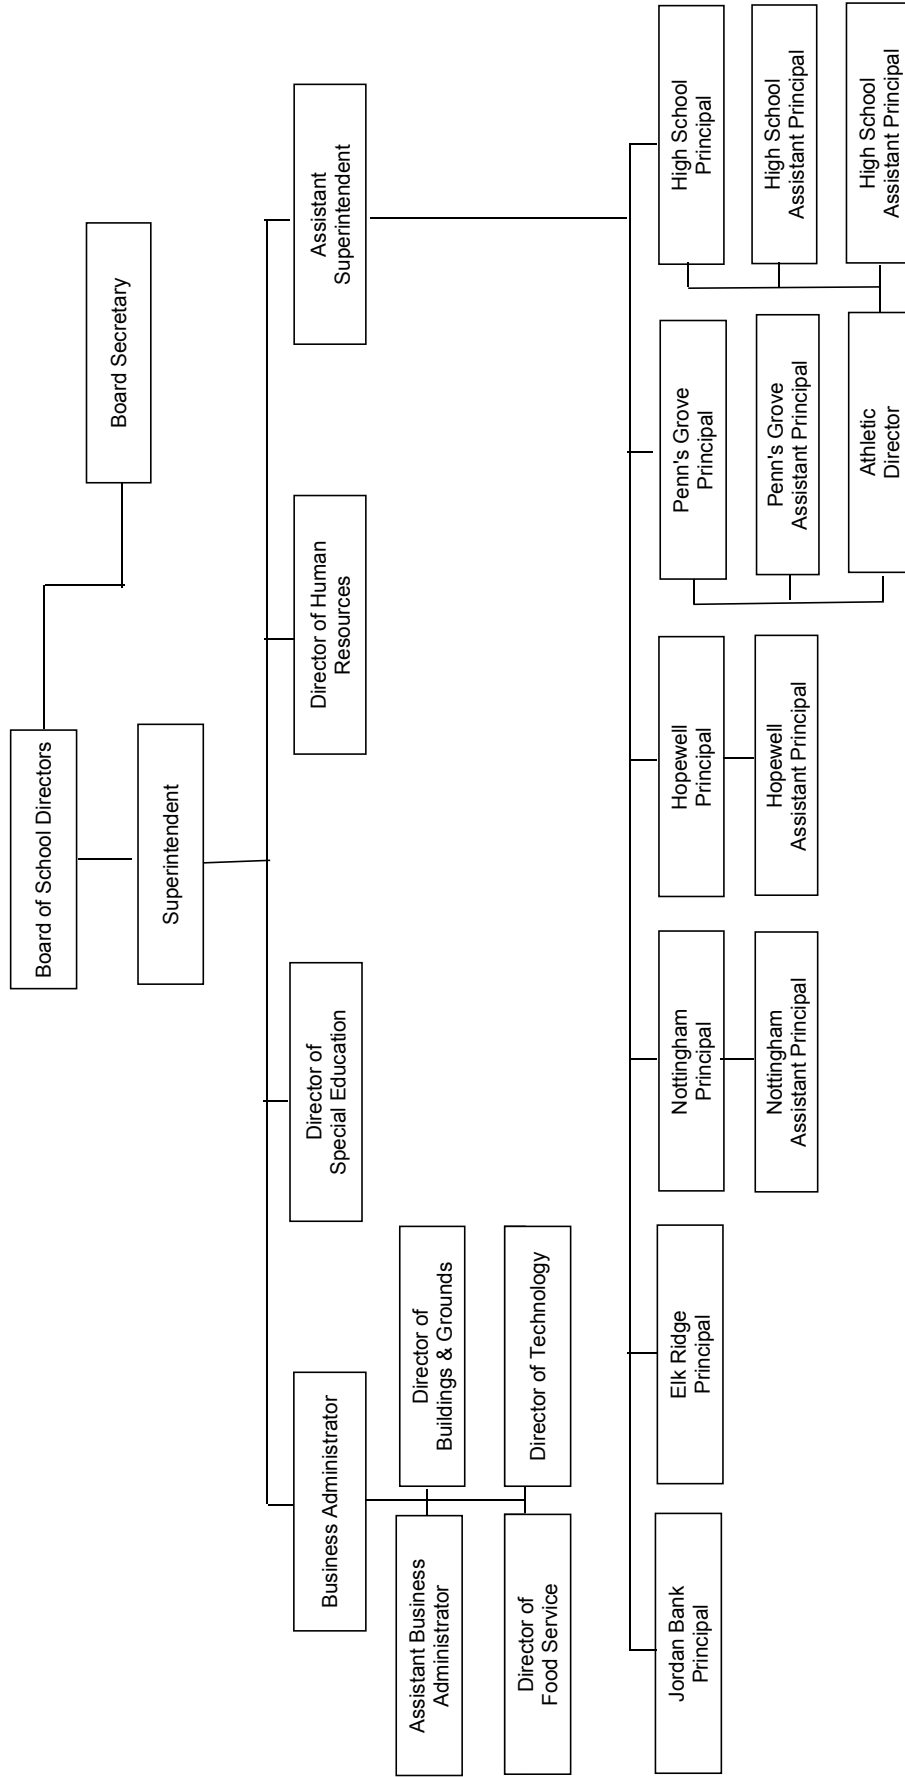 Board of School Directors
Board Secretary
Superintendent
Business Administrator
Director of
Special Education
Director of Human
Resources
Assistant
Superintendent
Assistant Business
Administrator
Director of
Buildings & Grounds
Director of
Food Service
Director of Technology
Jordan Bank
Principal
Elk Ridge
Principal
Nottingham
Principal
Hopewell
Principal
Penn's Grove
Principal
High School
Principal
Nottingham
Assistant Principal
Hopewell
Assistant Principal
Penn's Grove
Assistant Principal
High School
Assistant Principal
Athletic
Director
High School
Assistant Principal